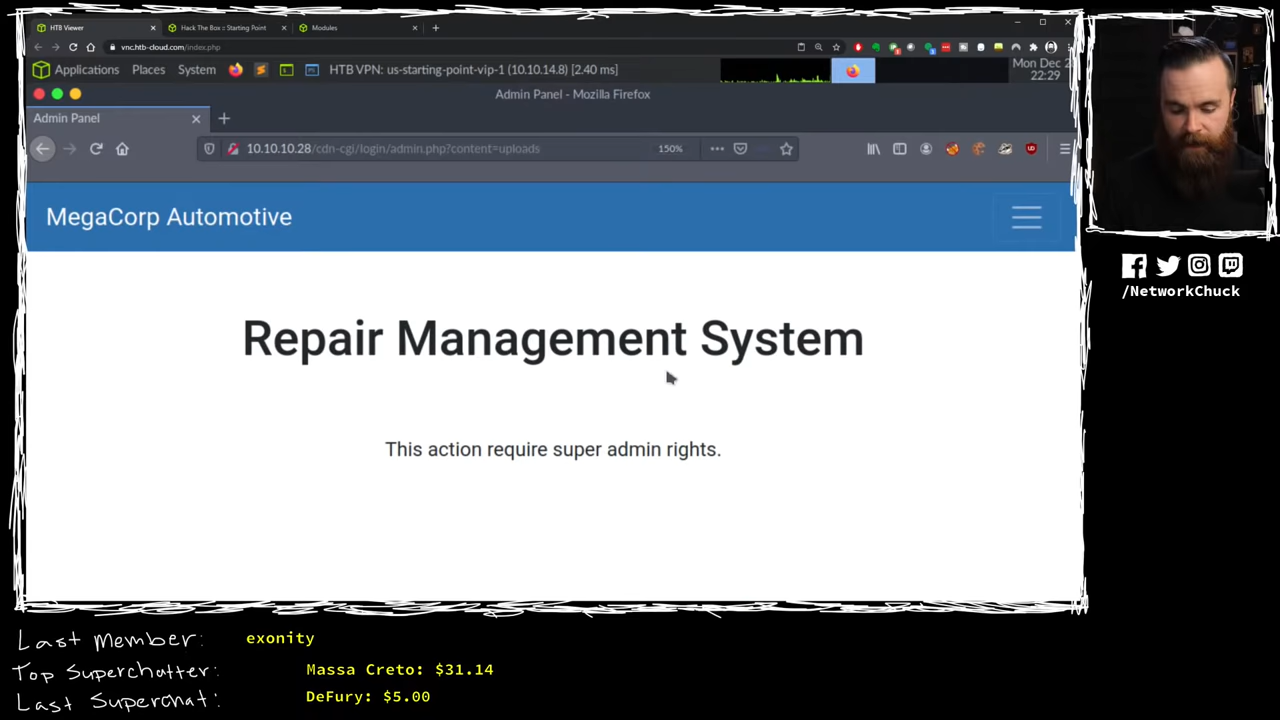 HTB Viewer
Hack The Box :: Starting Point
Modules
vnc.htb-cloud.com/index.php
Applications Places System
HTB VPN: us-starting-point-vip-1 (10.10.14.8) [2.40 ms]
Mon Dec 2
22:29
Admin Panel - Mozilla Firefox
Admin Panel
10.10.10.28/cdn-cgi/login/admin.php?content=uploads
150%
MegaCorp Automotive
Repair Management System
This action require super admin rights.
/NetworkChuck
Last Member: exonity
Top Superchatter: Massa Creto: $31.14
Last Superchat: DeFury: $5.00